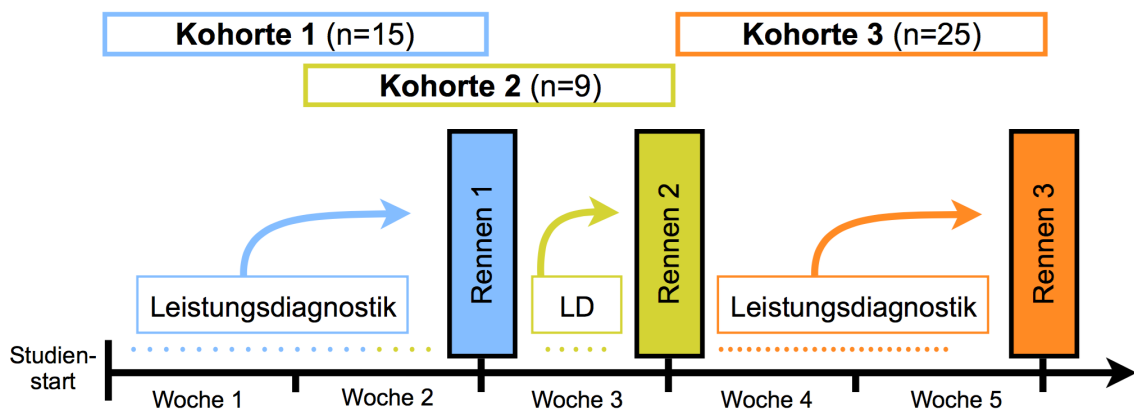 Kohorte 1 (n=15)
Kohorte 3 (n=25)
Kohorte 2 (n=9)
Rennen 1
Rennen 2
Rennen 3
Leistungsdiagnostik
LD
Leistungsdiagnostik
Studien-
start
Woche 1
Woche 2
Woche 3
Woche 4
Woche 5